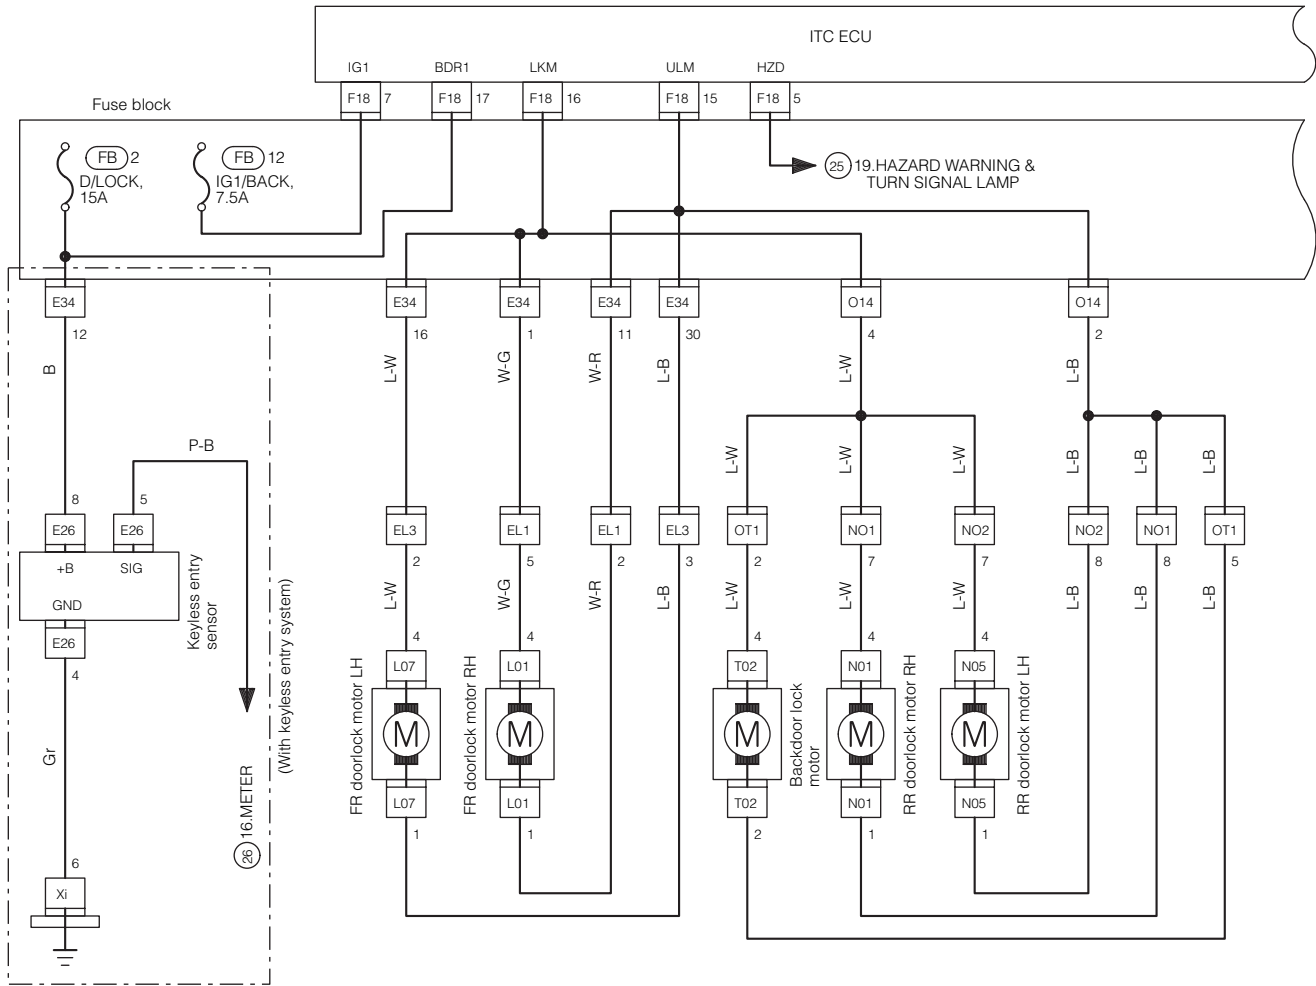 ITC ECU
IG1 BDR1 LKM ULM HZD
F18 7 F18 17 F18 16 F18 15 F18 5
Fuse block
FB 2
D/LOCK,
15A
FB 12
IG1/BACK,
7.5A
25 19.HAZARD WARNING &
TURN SIGNAL LAMP
E34 E34 E34 E34 E34 O14 O14
12 16 1 11 30 4 2
B L-W W-G W-R L-B L-W L-B
P-B
L-W L-W L-W L-B L-B L-B
8 5
E26 E26 EL3 EL1 EL1 EL3 OT1 NO1 NO2 NO2 NO1 OT1
2 5 2 3 2 7 7 8 8 5
+B SIG
GND
Keyless entry
sensor
L-W W-G W-R L-B L-W L-W L-W L-B L-B L-B
E26
4
4 4 4 4 4
L07 L01 T02 N01 N05
(With keyless entry system)
FR doorlock motor LH
FR doorlock motor RH
Backdoor lock
motor
RR doorlock motor RH
RR doorlock motor LH
M M M M M
Gr
L07 L01 T02 N01 N05
1 1 2 1 1
26 16.METER
6
Xi